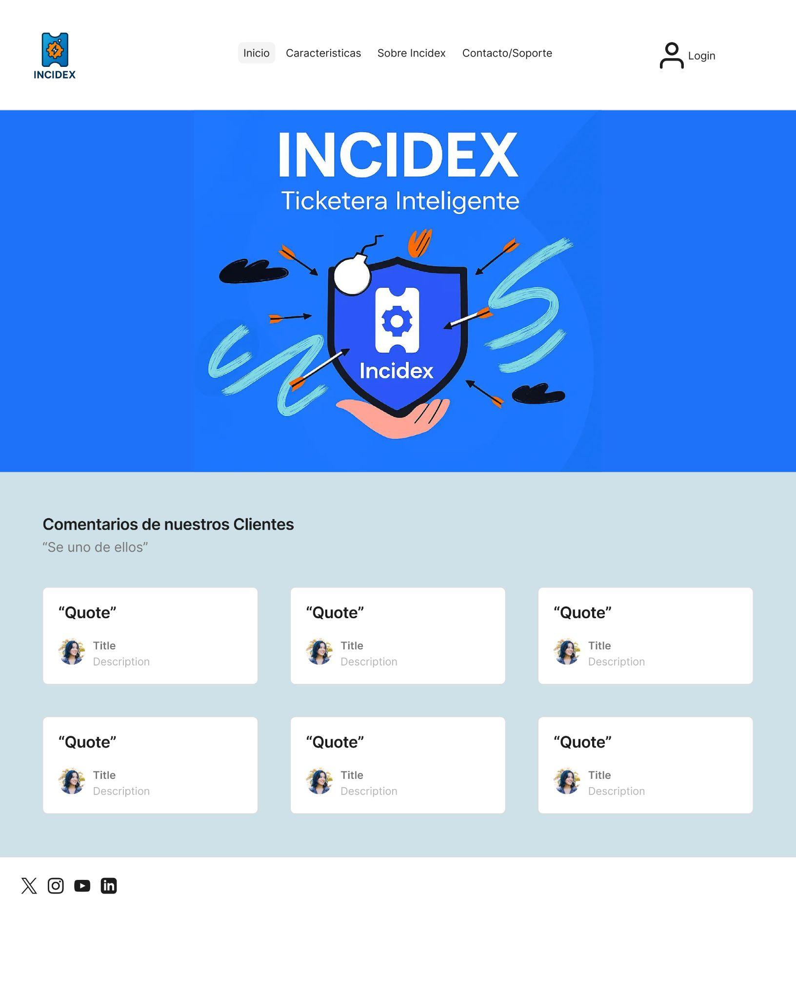 INCIDEX
Inicio Caracteristicas Sobre Incidex Contacto/Soporte
Login
INCIDEX
Ticketera Inteligente
Incidex
Comentarios de nuestros Clientes
“Se uno de ellos”
“Quote” “Quote” “Quote”
Title Title Title
Description Description Description
“Quote” “Quote” “Quote”
Title Title Title
Description Description Description
in